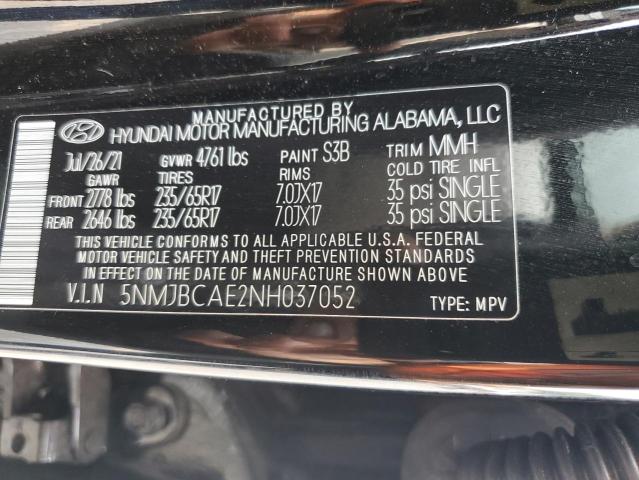 MANUFACTURED BY
HYUNDAI MOTOR MANUFACTURING ALABAMA, LLC
Jul/26/21 GVWR 4761 lbs PAINT S3B TRIM MMH
GAWR TIRES RIMS COLD TIRE INFL
FRONT 2778 lbs 235/65R17 7.0JX17 35 psi SINGLE
REAR 2646 lbs 235/65R17 7.0JX17 35 psi SINGLE
THIS VEHICLE CONFORMS TO ALL APPLICABLE U.S.A. FEDERAL
MOTOR VEHICLE SAFETY AND THEFT PREVENTION STANDARDS
IN EFFECT ON THE DATE OF MANUFACTURE SHOWN ABOVE.
V.I.N 5NMJBCAE2NH037052 TYPE: MPV